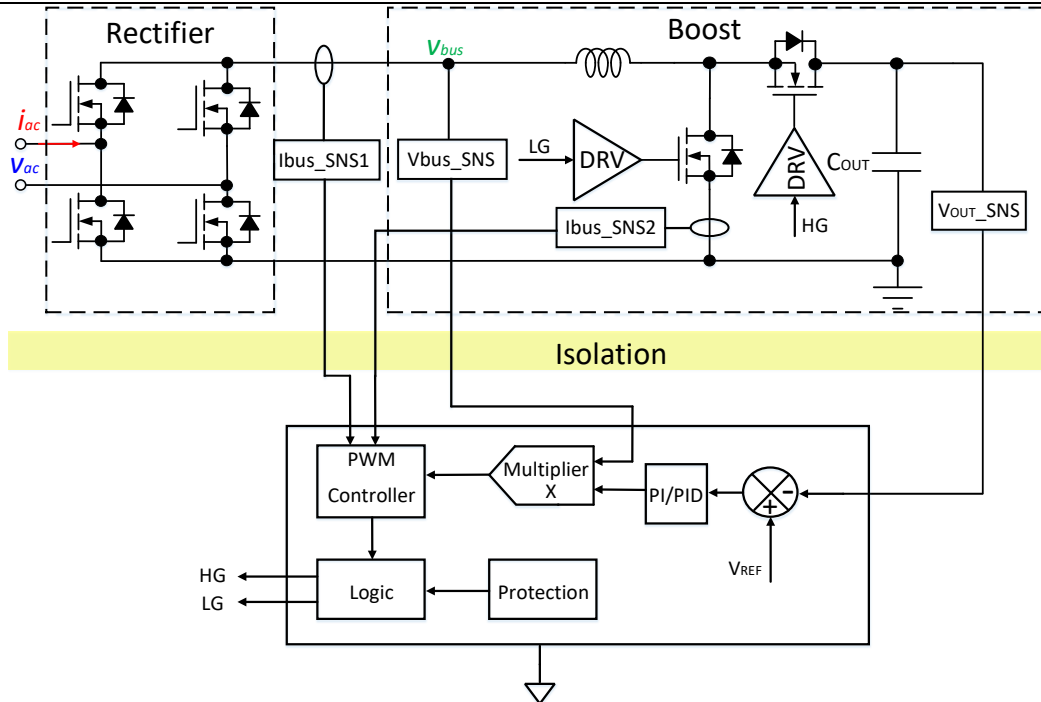 Rectifier
Boost
Vbus
iac
Vac
Ibus_SNS1
Vbus_SNS
LG
DRV
DRV
COUT
HG
VOUT_SNS
Ibus_SNS2
Isolation
PWM
Controller
Multiplier
X
PI/PID
-
+
VREF
HG
LG
Logic
Protection